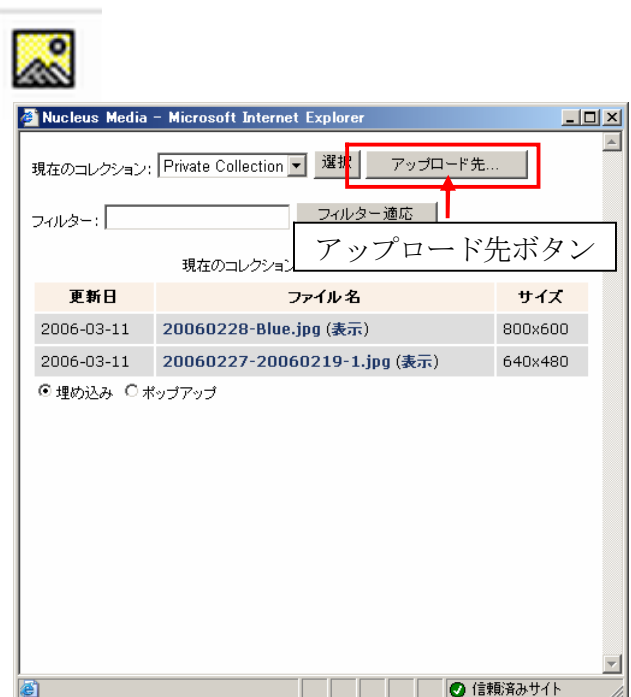 Nucleus Media - Microsoft Internet Explorer
現在のコレクション: Private Collection 選択 アップロード先...
フィルター: フィルター適応
アップロード先ボタン
現在のコレクション
更新日 ファイル名 サイズ
2006-03-11 20060228-Blue.jpg (表示) 800x600
2006-03-11 20060227-20060219-1.jpg (表示) 640x480
埋め込み ポップアップ
信頼済みサイト